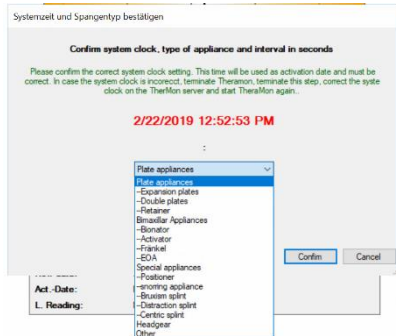 Systemzeit und Spangentyp bestätigen
Confirm system clock, type of appliance and interval in seconds
Please confirm the correct system clock setting. This time will be used as activation date and must be
correct. In case the system clock is incorecct, terminate Theramon, terminate this step, correct the syste
clock on the TherMon server and start TheraMon again..
2/22/2019 12:52:53 PM
:
Plate appliances
Plate appliances
--Expansion plates
--Double plates
--Retainer
Bimaxillar Appliances
--Bionator
--Activator
--Fränkel
--EOA
Special appliances
--Positioner
--snorring appliance
--Bruxism splint
--Distraction splint
--Centric splint
Headgear
Other
Confirm
Cancel
Act.-Date:
L. Reading: